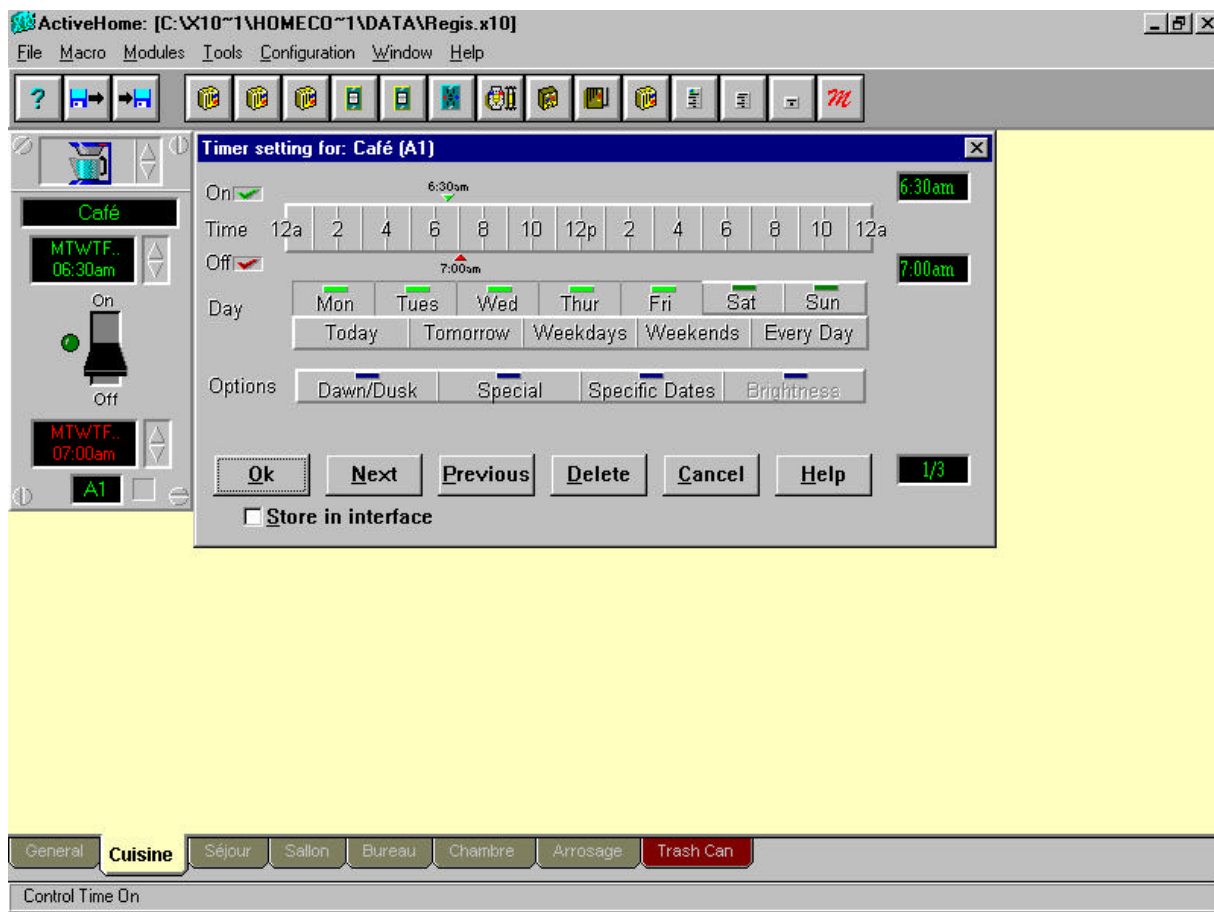 ActiveHome: [C:\X10~1\HOMECO~1\DATA\Regis.x10]
File Macro Modules Tools Configuration Window Help
Café
MTWTF..
06:30am
On
Off
MTWTF..
07:00am
A1
Timer setting for: Café (A1)
On 6:30am 6:30am
Time 12a 2 4 6 8 10 12p 2 4 6 8 10 12a
Off 7:00am 7:00am
Day Mon Tues Wed Thur Fri Sat Sun
Today Tomorrow Weekdays Weekends Every Day
Options Dawn/Dusk Special Specific Dates Brightness
Ok Next Previous Delete Cancel Help 1/3
Store in interface
General Cuisine Séjour Sallon Bureau Chambre Arrosage Trash Can
Control Time On